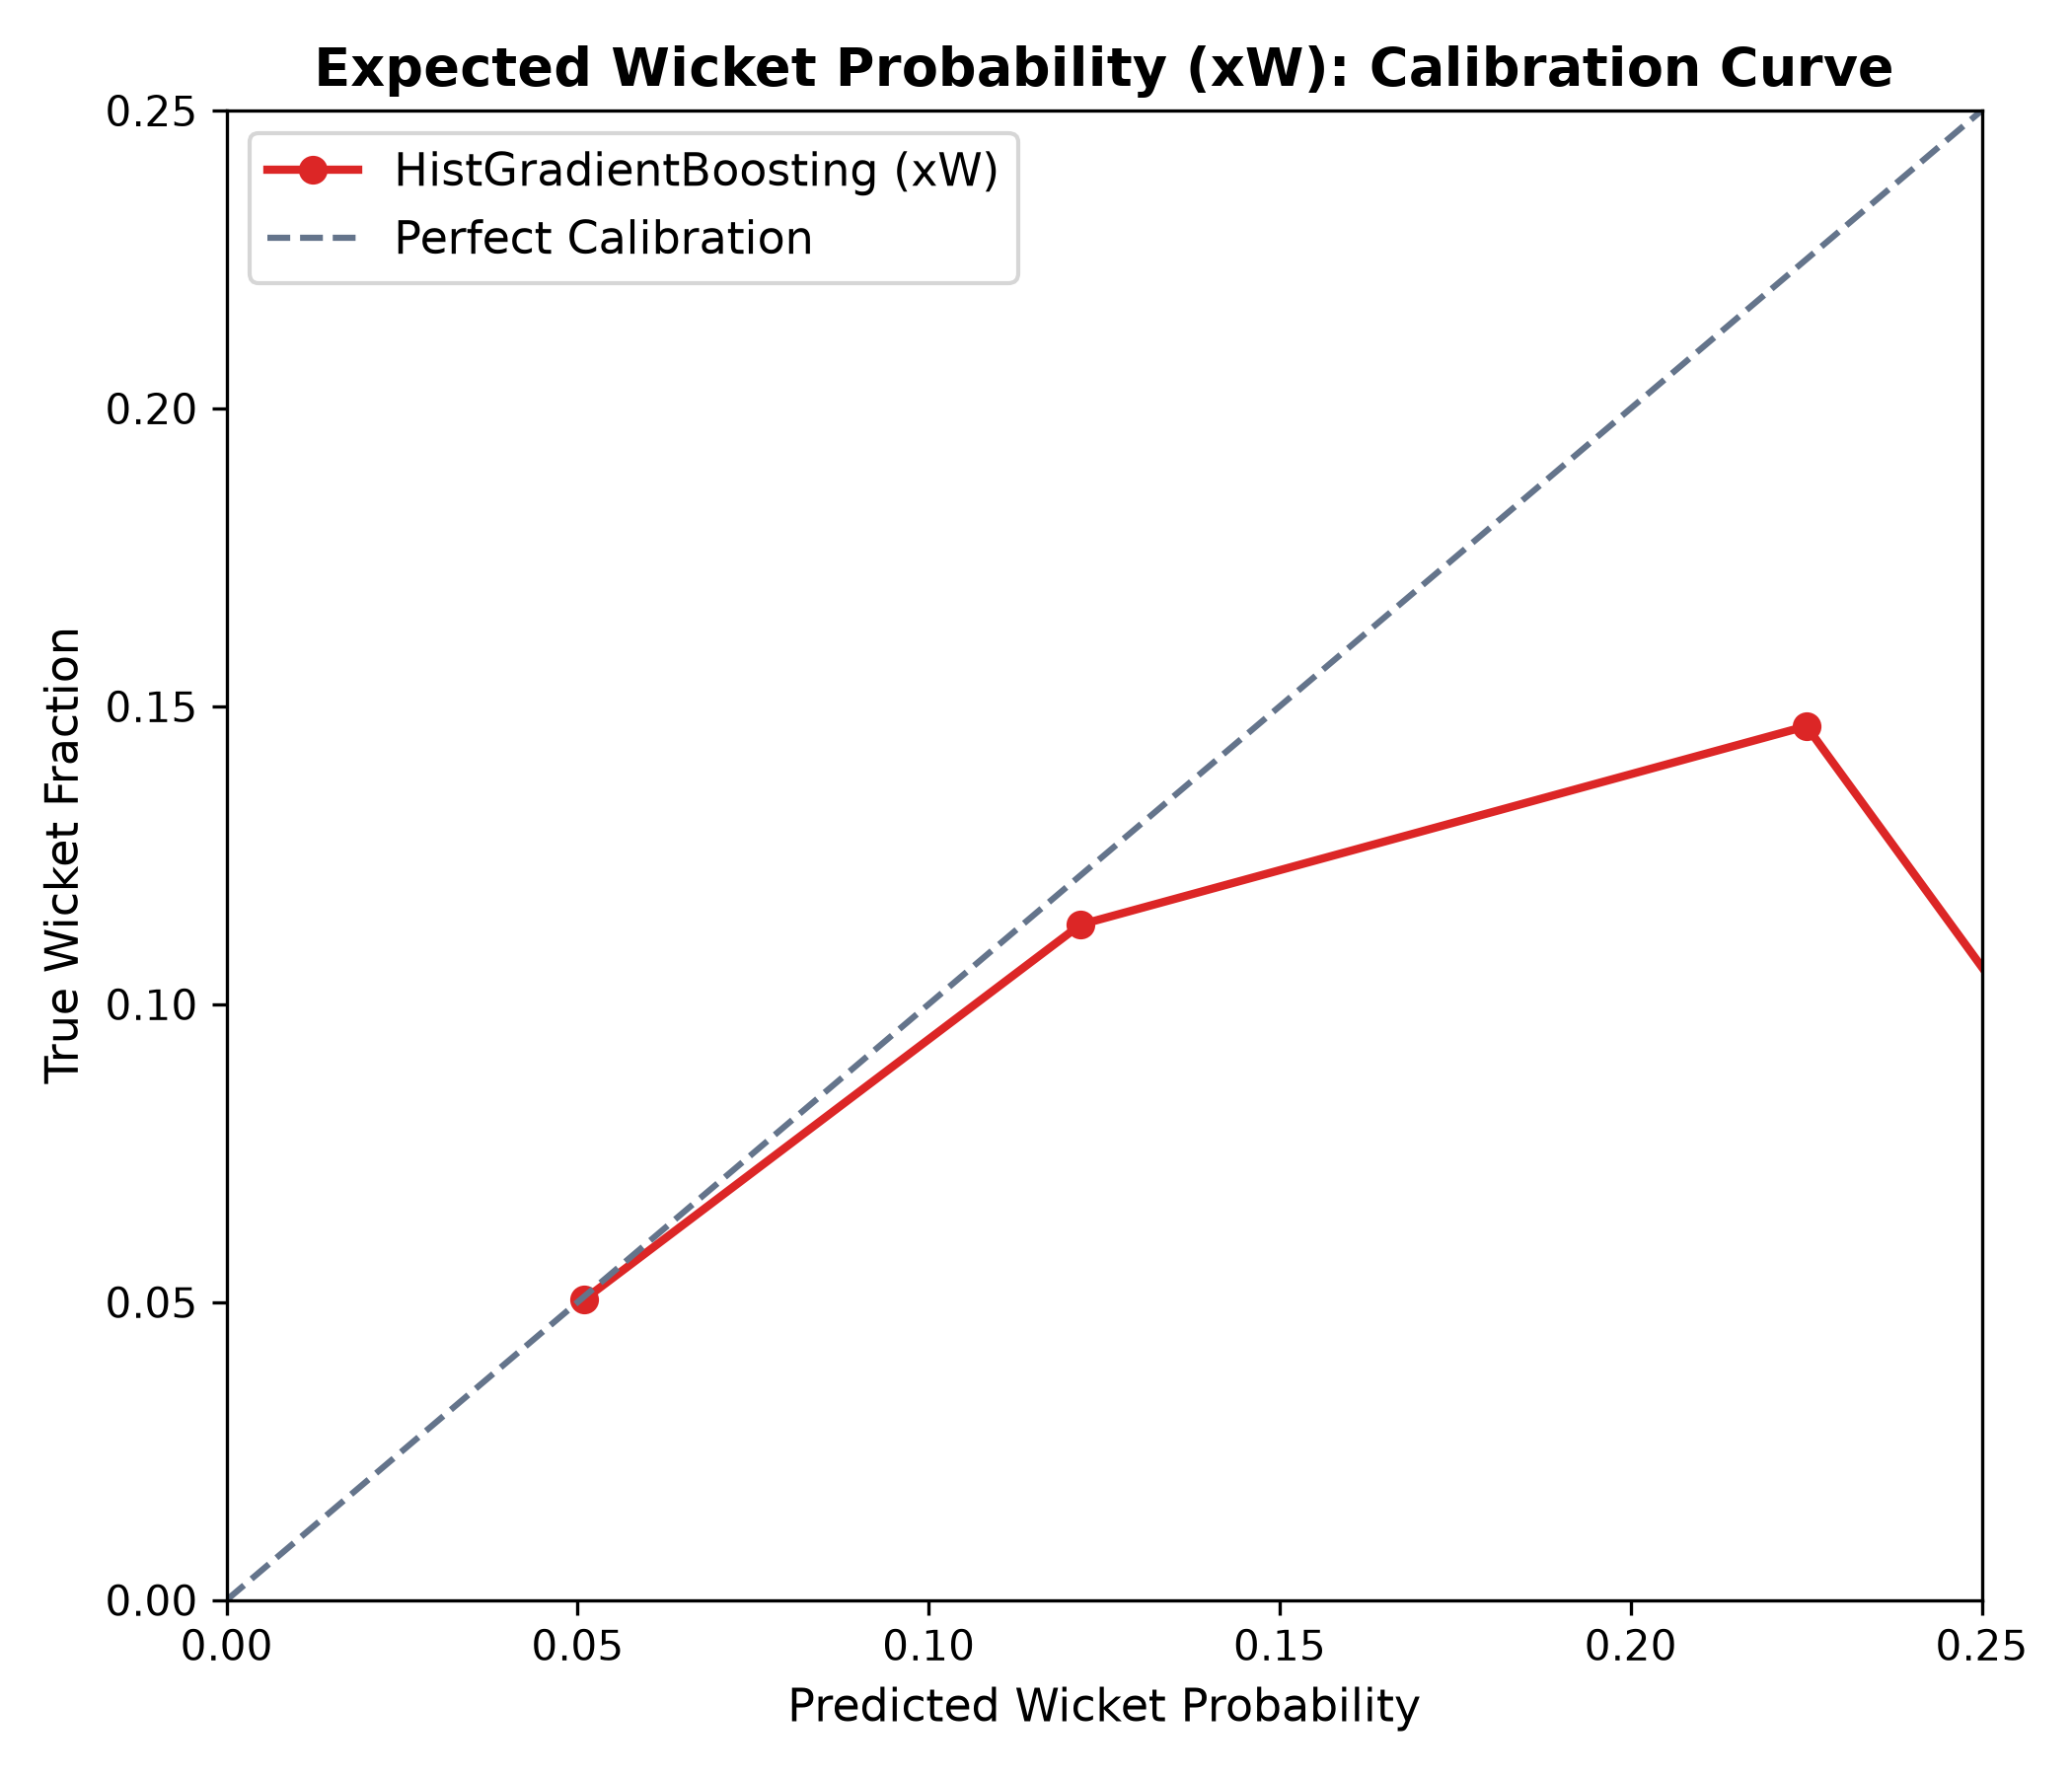 Expected Wicket Probability (xW): Calibration Curve
0.25
HistGradientBoosting (xW)
Perfect Calibration
0.20
0.15
True Wicket Fraction
0.10
0.05
0.00
0.00 0.05 0.10 0.15 0.20 0.25
Predicted Wicket Probability